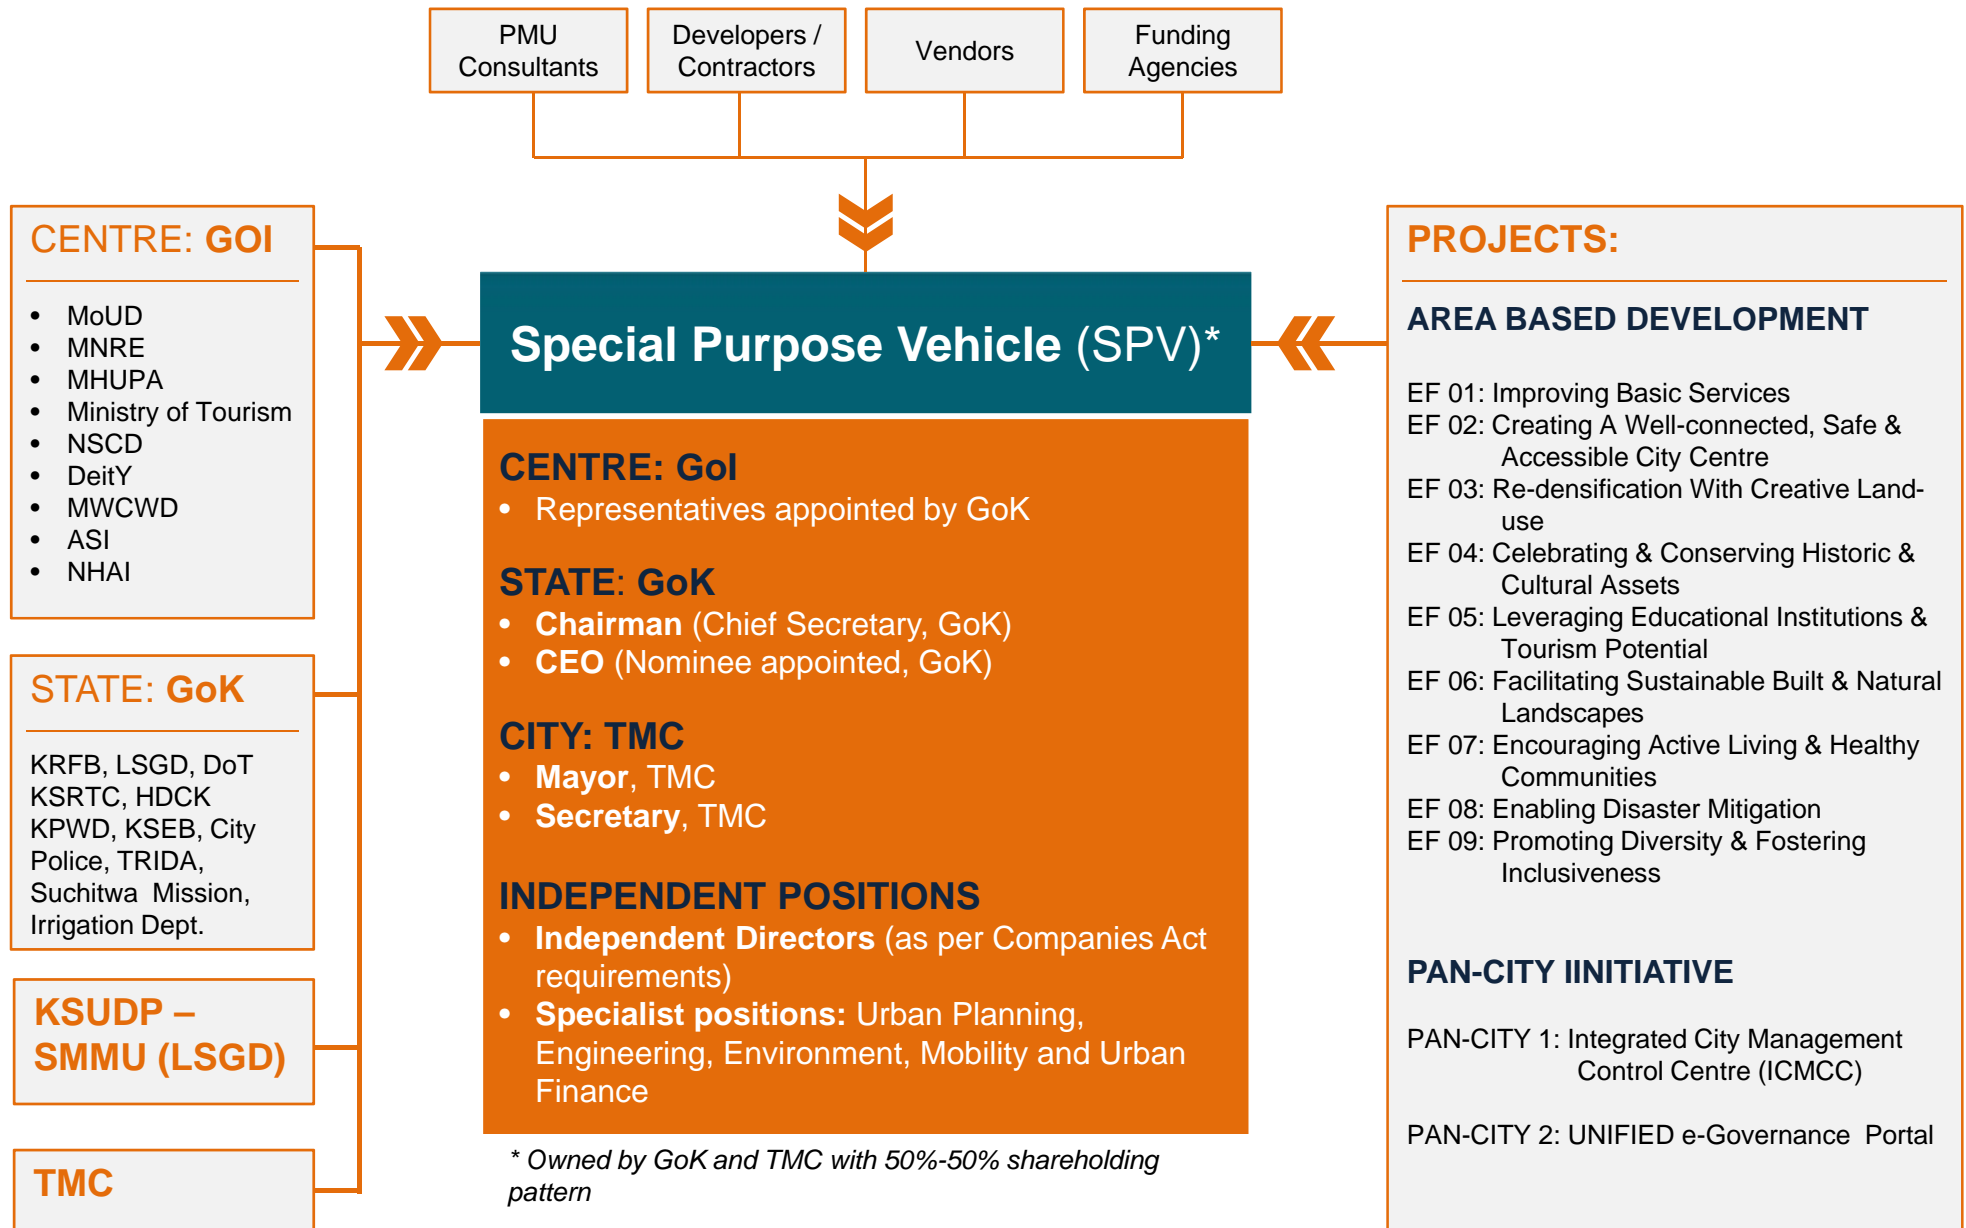 PMU
Consultants
Developers /
Contractors
Vendors
Funding
Agencies
CENTRE: GOI
• MoUD
• MNRE
• MHUPA
• Ministry of Tourism
• NSCD
• DeitY
• MWCWD
• ASI
• NHAI
STATE: GoK
KRFB, LSGD, DoT
KSRTC, HDCK
KPWD, KSEB, City
Police, TRIDA,
Suchitwa Mission,
Irrigation Dept.
KSUDP –
SMMU (LSGD)
TMC
Special Purpose Vehicle (SPV)*
CENTRE: GoI
• Representatives appointed by GoK
STATE: GoK
• Chairman (Chief Secretary, GoK)
• CEO (Nominee appointed, GoK)
CITY: TMC
• Mayor, TMC
• Secretary, TMC
INDEPENDENT POSITIONS
• Independent Directors (as per Companies Act
requirements)
• Specialist positions: Urban Planning,
Engineering, Environment, Mobility and Urban
Finance
* Owned by GoK and TMC with 50%-50% shareholding
pattern
PROJECTS:
AREA BASED DEVELOPMENT
EF 01: Improving Basic Services
EF 02: Creating A Well-connected, Safe &
Accessible City Centre
EF 03: Re-densification With Creative Land-
use
EF 04: Celebrating & Conserving Historic &
Cultural Assets
EF 05: Leveraging Educational Institutions &
Tourism Potential
EF 06: Facilitating Sustainable Built & Natural
Landscapes
EF 07: Encouraging Active Living & Healthy
Communities
EF 08: Enabling Disaster Mitigation
EF 09: Promoting Diversity & Fostering
Inclusiveness
PAN-CITY IINITIATIVE
PAN-CITY 1: Integrated City Management
Control Centre (ICMCC)
PAN-CITY 2: UNIFIED e-Governance Portal